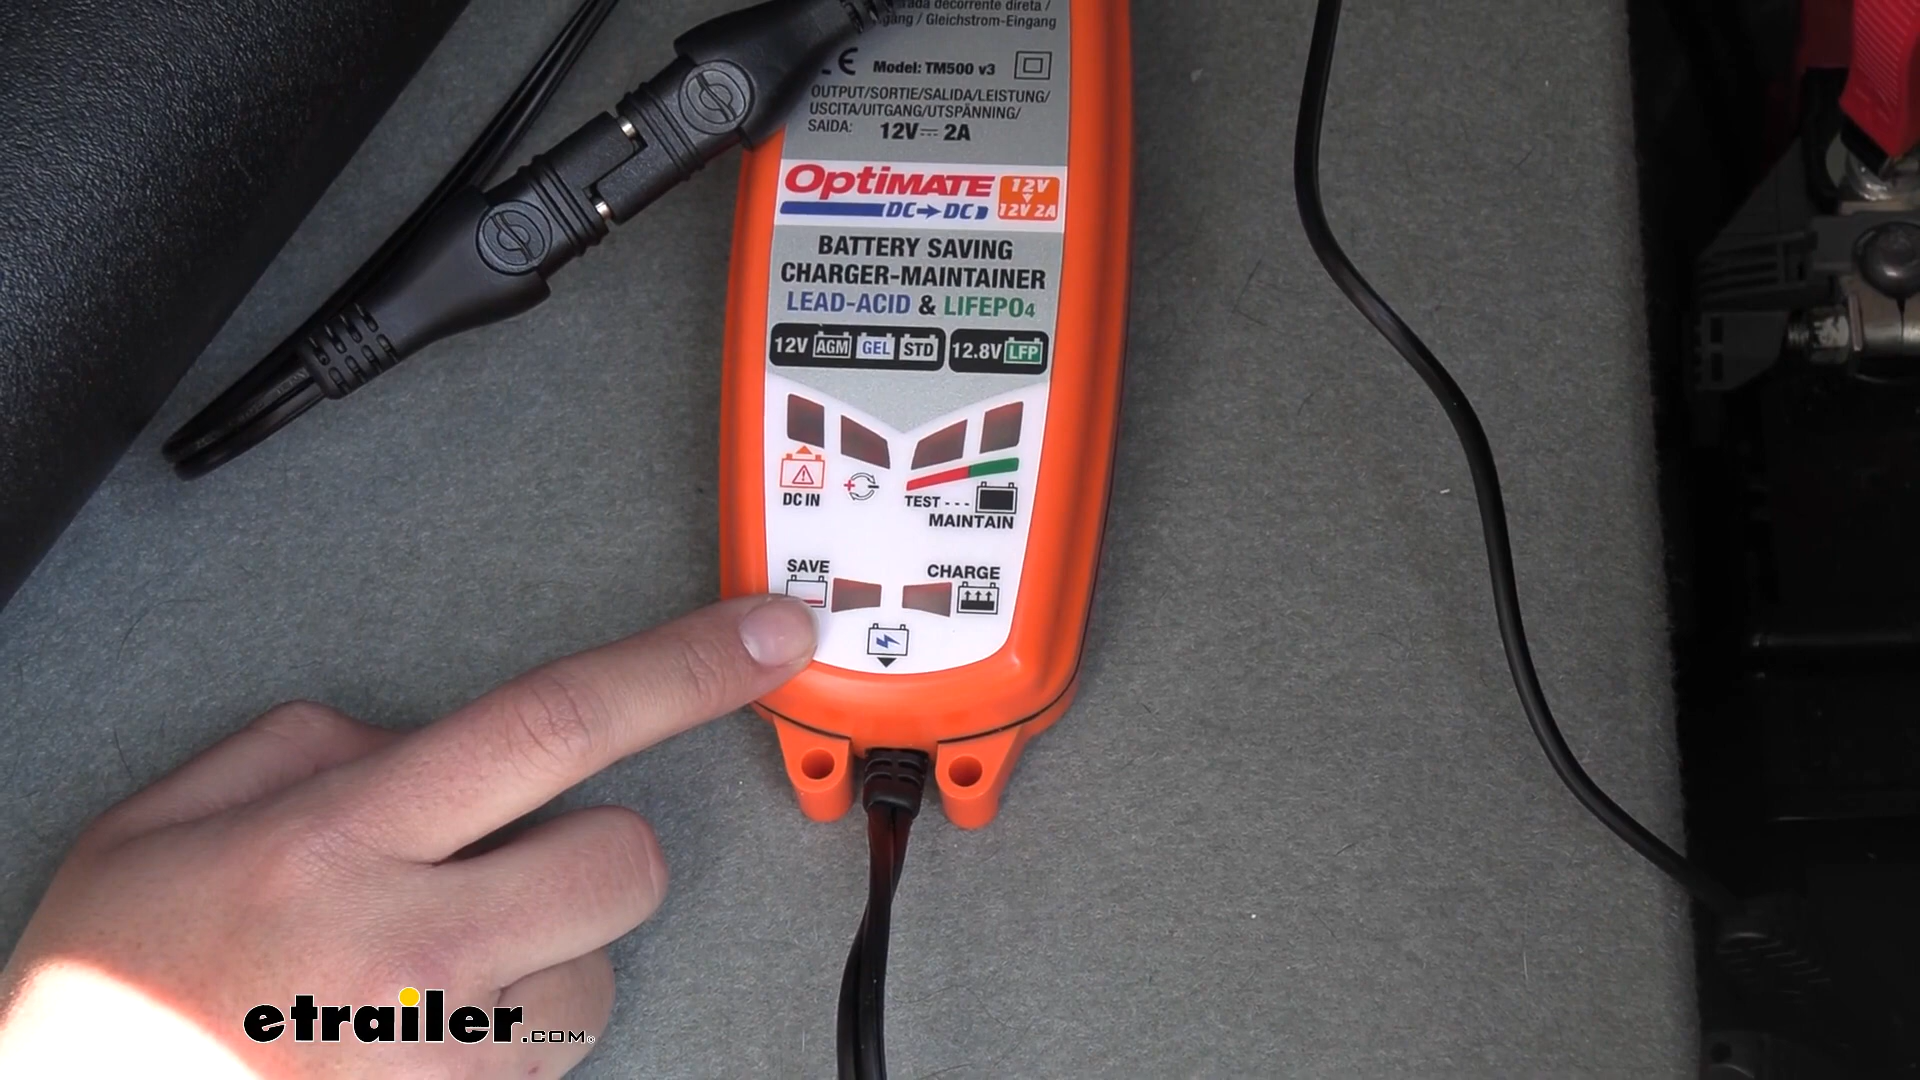 decorrente direta /
/ Gleichstrom-Eingang
CE Model: TM500 v3
OUTPUT/SORTIE/SALIDA/LEISTUNG/
USCITA/UITGANG/UTSPÄNNING/
SAIDA: 12V 2A
OptiMATE 12V
DC→DC 12V 2A
BATTERY SAVING
CHARGER-MAINTAINER
LEAD-ACID & LIFEPO4
12V AGM GEL STD 12.8V LFP
DC IN + - TEST ---
MAINTAIN
SAVE CHARGE
etrailer.com